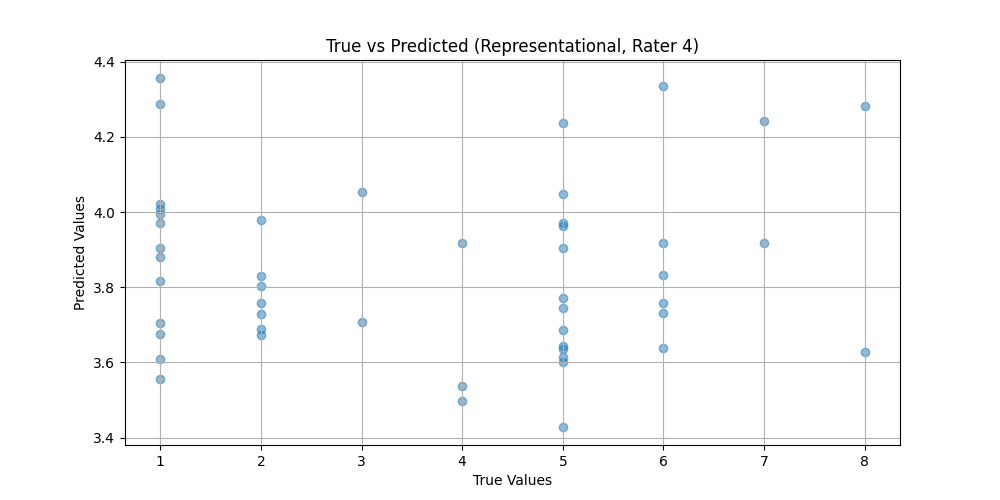 True vs Predicted (Representational, Rater 4)
4.4
4.2
4.0
3.8
3.6
3.4
Predicted Values
1 2 3 4 5 6 7 8
True Values